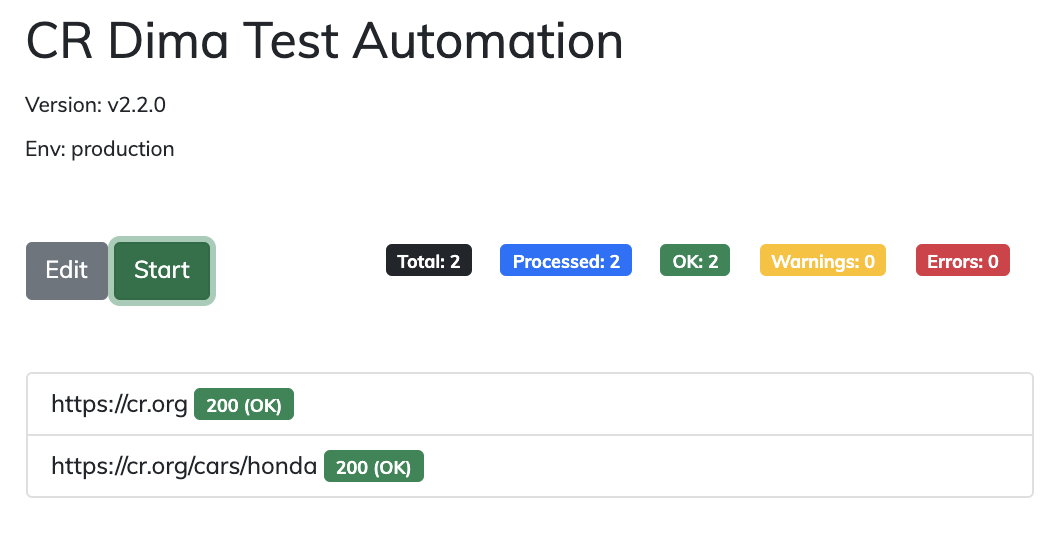 CR Dima Test Automation
Version: v2.2.0
Env: production
Edit Start Total: 2 Processed: 2 OK: 2 Warnings: 0 Errors: 0
https://cr.org 200 (OK)
https://cr.org/cars/honda 200 (OK)